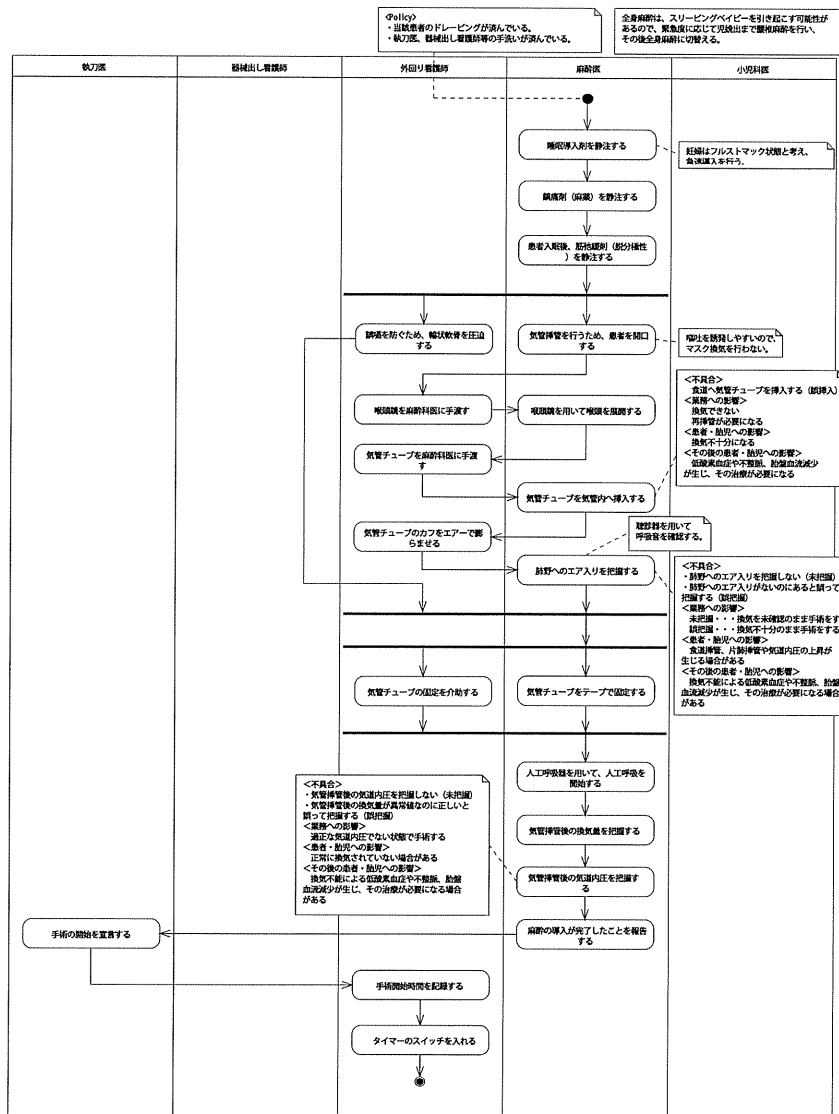 <Policy>
・当該患者のドレーピングが済んでいる。
・執刀医、器械出し看護師等の手洗いが済んでいる。
全身麻酔は、スリーピングベイビーを引き起こす可能性が
あるので、緊急度に応じて児娩出まで腰椎麻酔を行い、
その後全身麻酔に切替える。
執刀医
器械出し看護師
外回り看護師
麻酔医
小児科医
睡眠導入剤を静注する
妊婦はフルストマック状態と考え、
急速導入を行う。
鎮痛剤（麻薬）を静注する
患者入眠後、筋弛緩剤（脱分極性
）を静注する
誤嚥を防ぐため、輪状軟骨を圧迫
する
気管挿管を行うため、患者を開口
する
嘔吐を誘発しやすいので、
マスク換気を行わない。
＜不具合＞
食道へ気管チューブを挿入する（誤挿入）
＜業務への影響＞
換気できない
再挿管が必要になる
＜患者・胎児への影響＞
換気不十分になる
＜その後の患者・胎児への影響＞
低酸素血症や不整脈、胎盤血流減少
が生じ、その治療が必要になる
喉頭鏡を麻酔科医に手渡す
喉頭鏡を用いて喉頭を展開する
気管チューブを麻酔科医に手渡
す
気管チューブを気管内へ挿入する
気管チューブのカフをエアーで膨
らませる
聴診器を用いて
呼吸音を確認する。
肺野へのエア入りを把握する
＜不具合＞
・肺野へのエア入りを把握しない（未把握）
・肺野へのエア入りがないのにあると誤って
把握する（誤把握）
＜業務への影響＞
未把握・・・換気を未確認のまま手術をす
誤把握・・・換気不十分のまま手術をする
＜患者・胎児への影響＞
食道挿管、片肺挿管や気道内圧の上昇が
生じる場合がある
＜その後の患者・胎児への影響＞
換気不能による低酸素血症や不整脈、胎盤
血流減少が生じ、その治療が必要になる場合
がある
気管チューブの固定を介助する
気管チューブをテープで固定する
人工呼吸器を用いて、人工呼吸を
開始する
＜不具合＞
・気管挿管後の気道内圧を把握しない（未把握）
・気管挿管後の換気量が異常値なのに正しいと
誤って把握する（誤把握）
＜業務への影響＞
適正な気道内圧でない状態で手術する
＜患者・胎児への影響＞
正常に換気されていない場合がある
＜その後の患者・胎児への影響＞
換気不能による低酸素血症や不整脈、胎盤
血流減少が生じ、その治療が必要になる場合
がある
気管挿管後の換気量を把握する
気管挿管後の気道内圧を把握す
る
手術の開始を宣言する
麻酔の導入が完了したことを報告
する
手術開始時間を記録する
タイマーのスイッチを入れる